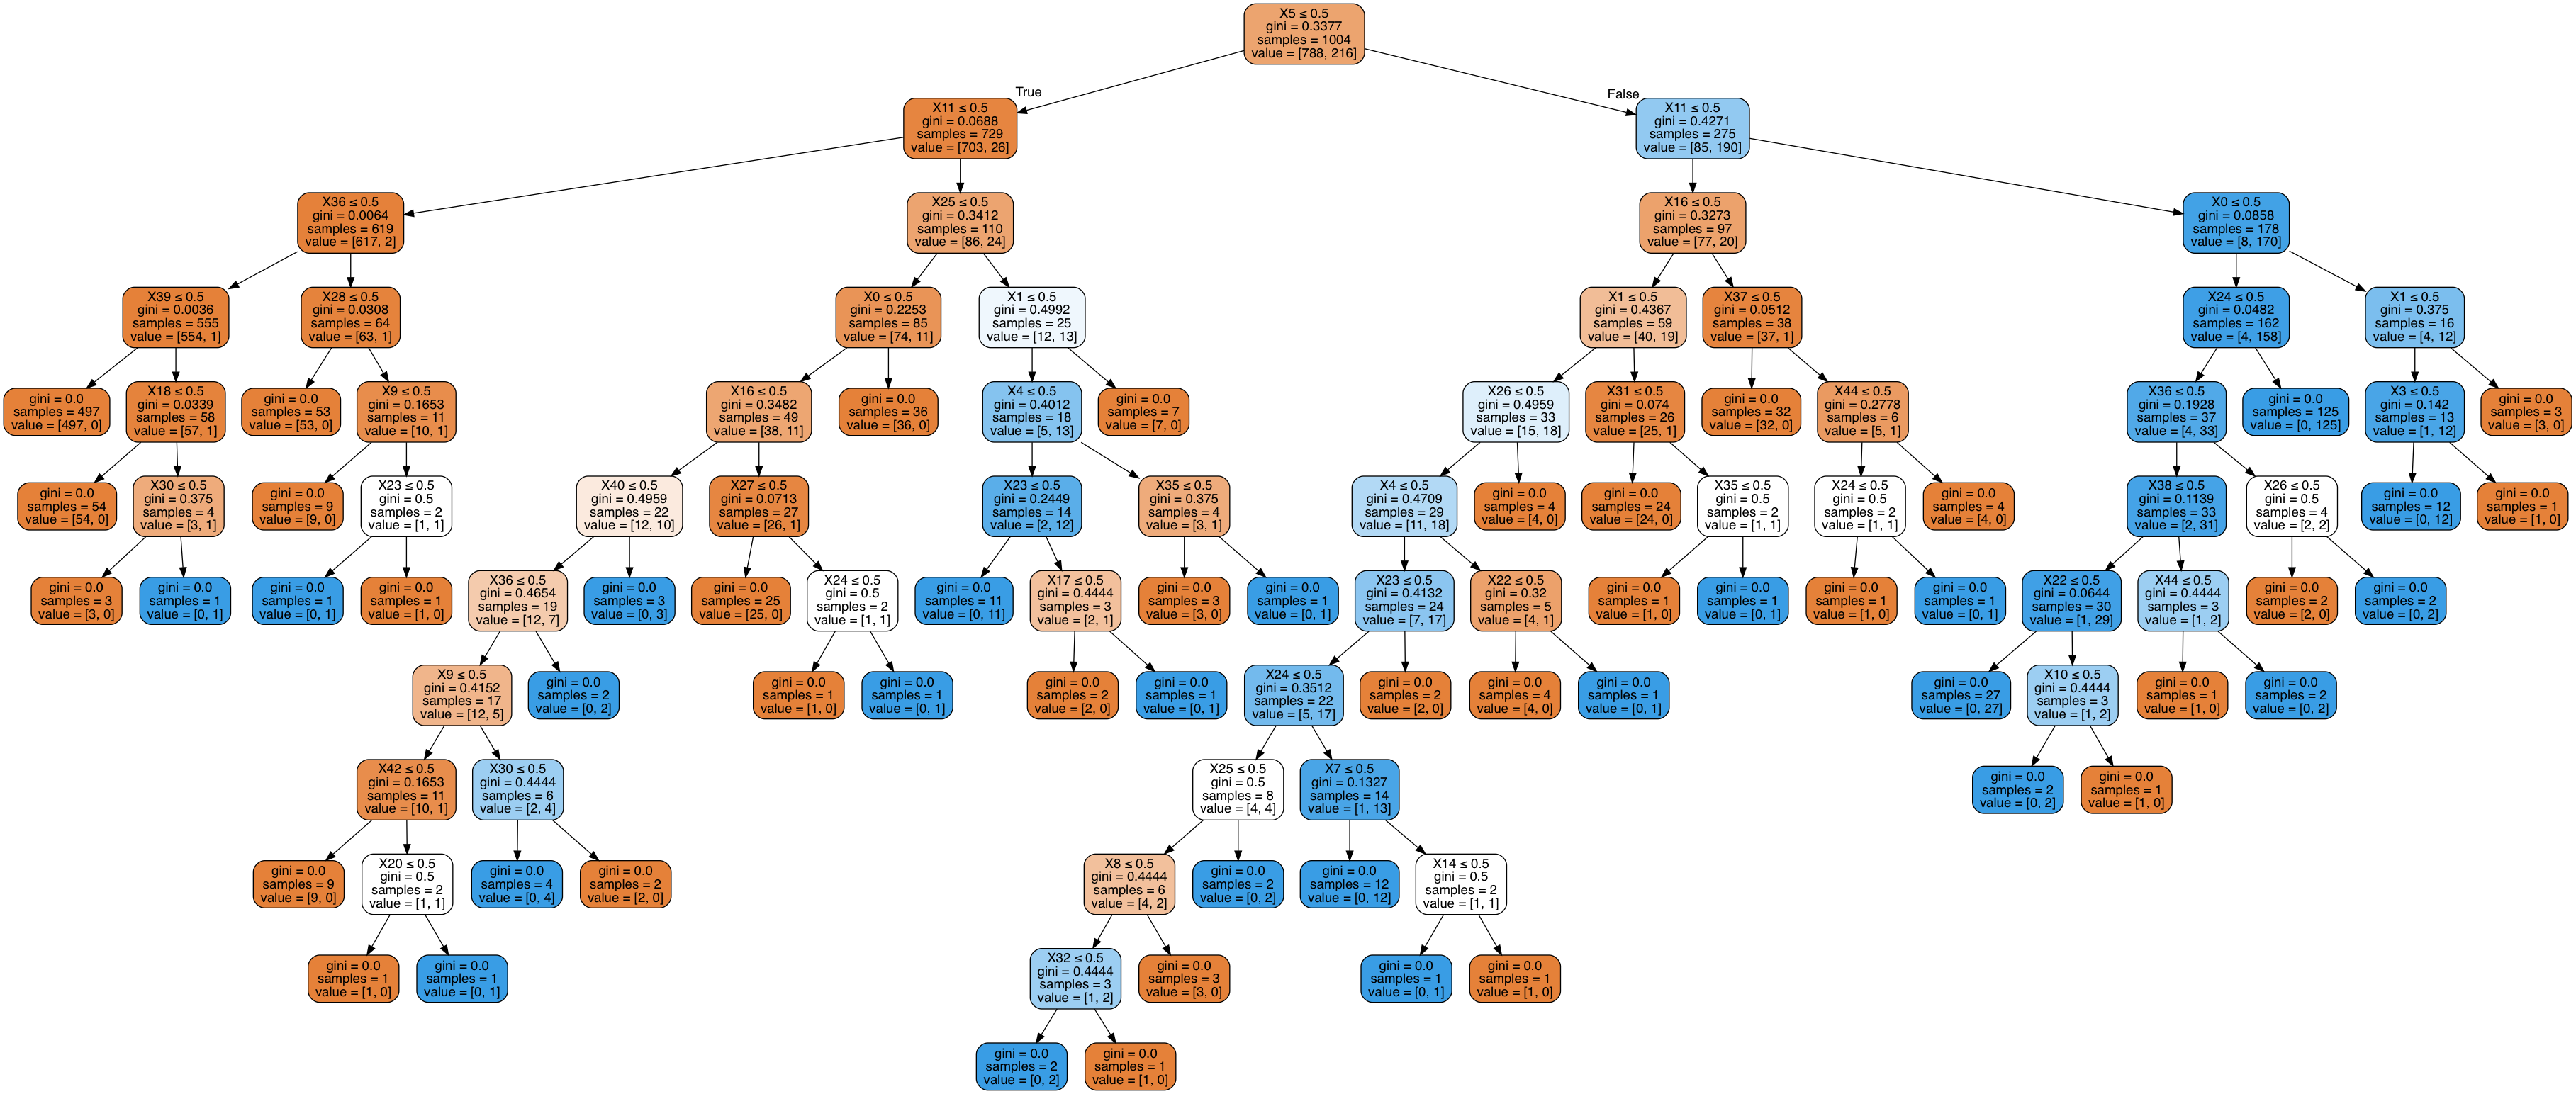 X5 ≤ 0.5
gini = 0.3377
samples = 1004
value = [788, 216]
True
False
X11 ≤ 0.5
gini = 0.0688
samples = 729
value = [703, 26]
X11 ≤ 0.5
gini = 0.4271
samples = 275
value = [85, 190]
X36 ≤ 0.5
gini = 0.0064
samples = 619
value = [617, 2]
X25 ≤ 0.5
gini = 0.3412
samples = 110
value = [86, 24]
X16 ≤ 0.5
gini = 0.3273
samples = 97
value = [77, 20]
X0 ≤ 0.5
gini = 0.0858
samples = 178
value = [8, 170]
X39 ≤ 0.5
gini = 0.0036
samples = 555
value = [554, 1]
X28 ≤ 0.5
gini = 0.0308
samples = 64
value = [63, 1]
X0 ≤ 0.5
gini = 0.2253
samples = 85
value = [74, 11]
X1 ≤ 0.5
gini = 0.4992
samples = 25
value = [12, 13]
X1 ≤ 0.5
gini = 0.4367
samples = 59
value = [40, 19]
X37 ≤ 0.5
gini = 0.0512
samples = 38
value = [37, 1]
X24 ≤ 0.5
gini = 0.0482
samples = 162
value = [4, 158]
X1 ≤ 0.5
gini = 0.375
samples = 16
value = [4, 12]
gini = 0.0
samples = 497
value = [497, 0]
X18 ≤ 0.5
gini = 0.0339
samples = 58
value = [57, 1]
gini = 0.0
samples = 53
value = [53, 0]
X9 ≤ 0.5
gini = 0.1653
samples = 11
value = [10, 1]
X16 ≤ 0.5
gini = 0.3482
samples = 49
value = [38, 11]
gini = 0.0
samples = 36
value = [36, 0]
X4 ≤ 0.5
gini = 0.4012
samples = 18
value = [5, 13]
gini = 0.0
samples = 7
value = [7, 0]
X26 ≤ 0.5
gini = 0.4959
samples = 33
value = [15, 18]
X31 ≤ 0.5
gini = 0.074
samples = 26
value = [25, 1]
gini = 0.0
samples = 32
value = [32, 0]
X44 ≤ 0.5
gini = 0.2778
samples = 6
value = [5, 1]
X36 ≤ 0.5
gini = 0.1928
samples = 37
value = [4, 33]
gini = 0.0
samples = 125
value = [0, 125]
X3 ≤ 0.5
gini = 0.142
samples = 13
value = [1, 12]
gini = 0.0
samples = 3
value = [3, 0]
gini = 0.0
samples = 54
value = [54, 0]
X30 ≤ 0.5
gini = 0.375
samples = 4
value = [3, 1]
gini = 0.0
samples = 9
value = [9, 0]
X23 ≤ 0.5
gini = 0.5
samples = 2
value = [1, 1]
X40 ≤ 0.5
gini = 0.4959
samples = 22
value = [12, 10]
X27 ≤ 0.5
gini = 0.0713
samples = 27
value = [26, 1]
X23 ≤ 0.5
gini = 0.2449
samples = 14
value = [2, 12]
X35 ≤ 0.5
gini = 0.375
samples = 4
value = [3, 1]
X4 ≤ 0.5
gini = 0.4709
samples = 29
value = [11, 18]
gini = 0.0
samples = 4
value = [4, 0]
gini = 0.0
samples = 24
value = [24, 0]
X35 ≤ 0.5
gini = 0.5
samples = 2
value = [1, 1]
X24 ≤ 0.5
gini = 0.5
samples = 2
value = [1, 1]
gini = 0.0
samples = 4
value = [4, 0]
X38 ≤ 0.5
gini = 0.1139
samples = 33
value = [2, 31]
X26 ≤ 0.5
gini = 0.5
samples = 4
value = [2, 2]
gini = 0.0
samples = 12
value = [0, 12]
gini = 0.0
samples = 1
value = [1, 0]
gini = 0.0
samples = 3
value = [3, 0]
gini = 0.0
samples = 1
value = [0, 1]
gini = 0.0
samples = 1
value = [0, 1]
gini = 0.0
samples = 1
value = [1, 0]
X36 ≤ 0.5
gini = 0.4654
samples = 19
value = [12, 7]
gini = 0.0
samples = 3
value = [0, 3]
gini = 0.0
samples = 25
value = [25, 0]
X24 ≤ 0.5
gini = 0.5
samples = 2
value = [1, 1]
gini = 0.0
samples = 11
value = [0, 11]
X17 ≤ 0.5
gini = 0.4444
samples = 3
value = [2, 1]
gini = 0.0
samples = 3
value = [3, 0]
gini = 0.0
samples = 1
value = [0, 1]
X23 ≤ 0.5
gini = 0.4132
samples = 24
value = [7, 17]
X22 ≤ 0.5
gini = 0.32
samples = 5
value = [4, 1]
gini = 0.0
samples = 1
value = [1, 0]
gini = 0.0
samples = 1
value = [0, 1]
gini = 0.0
samples = 1
value = [1, 0]
gini = 0.0
samples = 1
value = [0, 1]
X22 ≤ 0.5
gini = 0.0644
samples = 30
value = [1, 29]
X44 ≤ 0.5
gini = 0.4444
samples = 3
value = [1, 2]
gini = 0.0
samples = 2
value = [2, 0]
gini = 0.0
samples = 2
value = [0, 2]
X9 ≤ 0.5
gini = 0.4152
samples = 17
value = [12, 5]
gini = 0.0
samples = 2
value = [0, 2]
gini = 0.0
samples = 1
value = [1, 0]
gini = 0.0
samples = 1
value = [0, 1]
gini = 0.0
samples = 2
value = [2, 0]
gini = 0.0
samples = 1
value = [0, 1]
X24 ≤ 0.5
gini = 0.3512
samples = 22
value = [5, 17]
gini = 0.0
samples = 2
value = [2, 0]
gini = 0.0
samples = 4
value = [4, 0]
gini = 0.0
samples = 1
value = [0, 1]
gini = 0.0
samples = 27
value = [0, 27]
X10 ≤ 0.5
gini = 0.4444
samples = 3
value = [1, 2]
gini = 0.0
samples = 1
value = [1, 0]
gini = 0.0
samples = 2
value = [0, 2]
X42 ≤ 0.5
gini = 0.1653
samples = 11
value = [10, 1]
X30 ≤ 0.5
gini = 0.4444
samples = 6
value = [2, 4]
X25 ≤ 0.5
gini = 0.5
samples = 8
value = [4, 4]
X7 ≤ 0.5
gini = 0.1327
samples = 14
value = [1, 13]
gini = 0.0
samples = 2
value = [0, 2]
gini = 0.0
samples = 1
value = [1, 0]
gini = 0.0
samples = 9
value = [9, 0]
X20 ≤ 0.5
gini = 0.5
samples = 2
value = [1, 1]
gini = 0.0
samples = 4
value = [0, 4]
gini = 0.0
samples = 2
value = [2, 0]
X8 ≤ 0.5
gini = 0.4444
samples = 6
value = [4, 2]
gini = 0.0
samples = 2
value = [0, 2]
gini = 0.0
samples = 12
value = [0, 12]
X14 ≤ 0.5
gini = 0.5
samples = 2
value = [1, 1]
gini = 0.0
samples = 1
value = [1, 0]
gini = 0.0
samples = 1
value = [0, 1]
X32 ≤ 0.5
gini = 0.4444
samples = 3
value = [1, 2]
gini = 0.0
samples = 3
value = [3, 0]
gini = 0.0
samples = 1
value = [0, 1]
gini = 0.0
samples = 1
value = [1, 0]
gini = 0.0
samples = 2
value = [0, 2]
gini = 0.0
samples = 1
value = [1, 0]